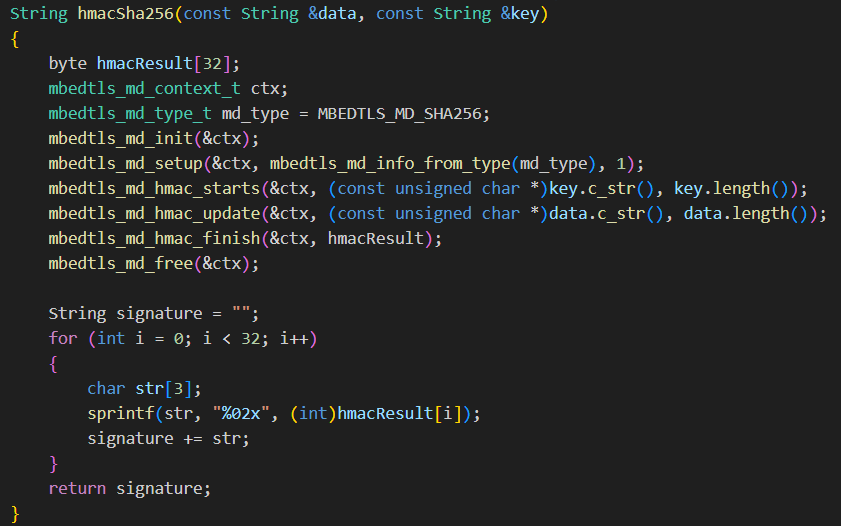 String hmacSha256(const String &data, const String &key)
{
    byte hmacResult[32];
    mbedtls_md_context_t ctx;
    mbedtls_md_type_t md_type = MBEDTLS_MD_SHA256;
    mbedtls_md_init(&ctx);
    mbedtls_md_setup(&ctx, mbedtls_md_info_from_type(md_type), 1);
    mbedtls_md_hmac_starts(&ctx, (const unsigned char *)key.c_str(), key.length());
    mbedtls_md_hmac_update(&ctx, (const unsigned char *)data.c_str(), data.length());
    mbedtls_md_hmac_finish(&ctx, hmacResult);
    mbedtls_md_free(&ctx);

    String signature = "";
    for (int i = 0; i < 32; i++)
    {
        char str[3];
        sprintf(str, "%02x", (int)hmacResult[i]);
        signature += str;
    }
    return signature;
}